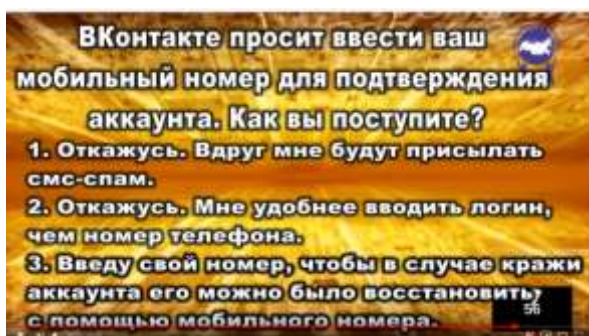 ВКонтакте просит ввести ваш
мобильный номер для подтверждения
аккаунта. Как вы поступите?
1. Откажусь. Вдруг мне будут присылать
смс-спам.
2. Откажусь. Мне удобнее вводить логин,
чем номер телефона.
3. Введу свой номер, чтобы в случае кражи
аккаунта его можно было восстановить
с помощью мобильного номера.